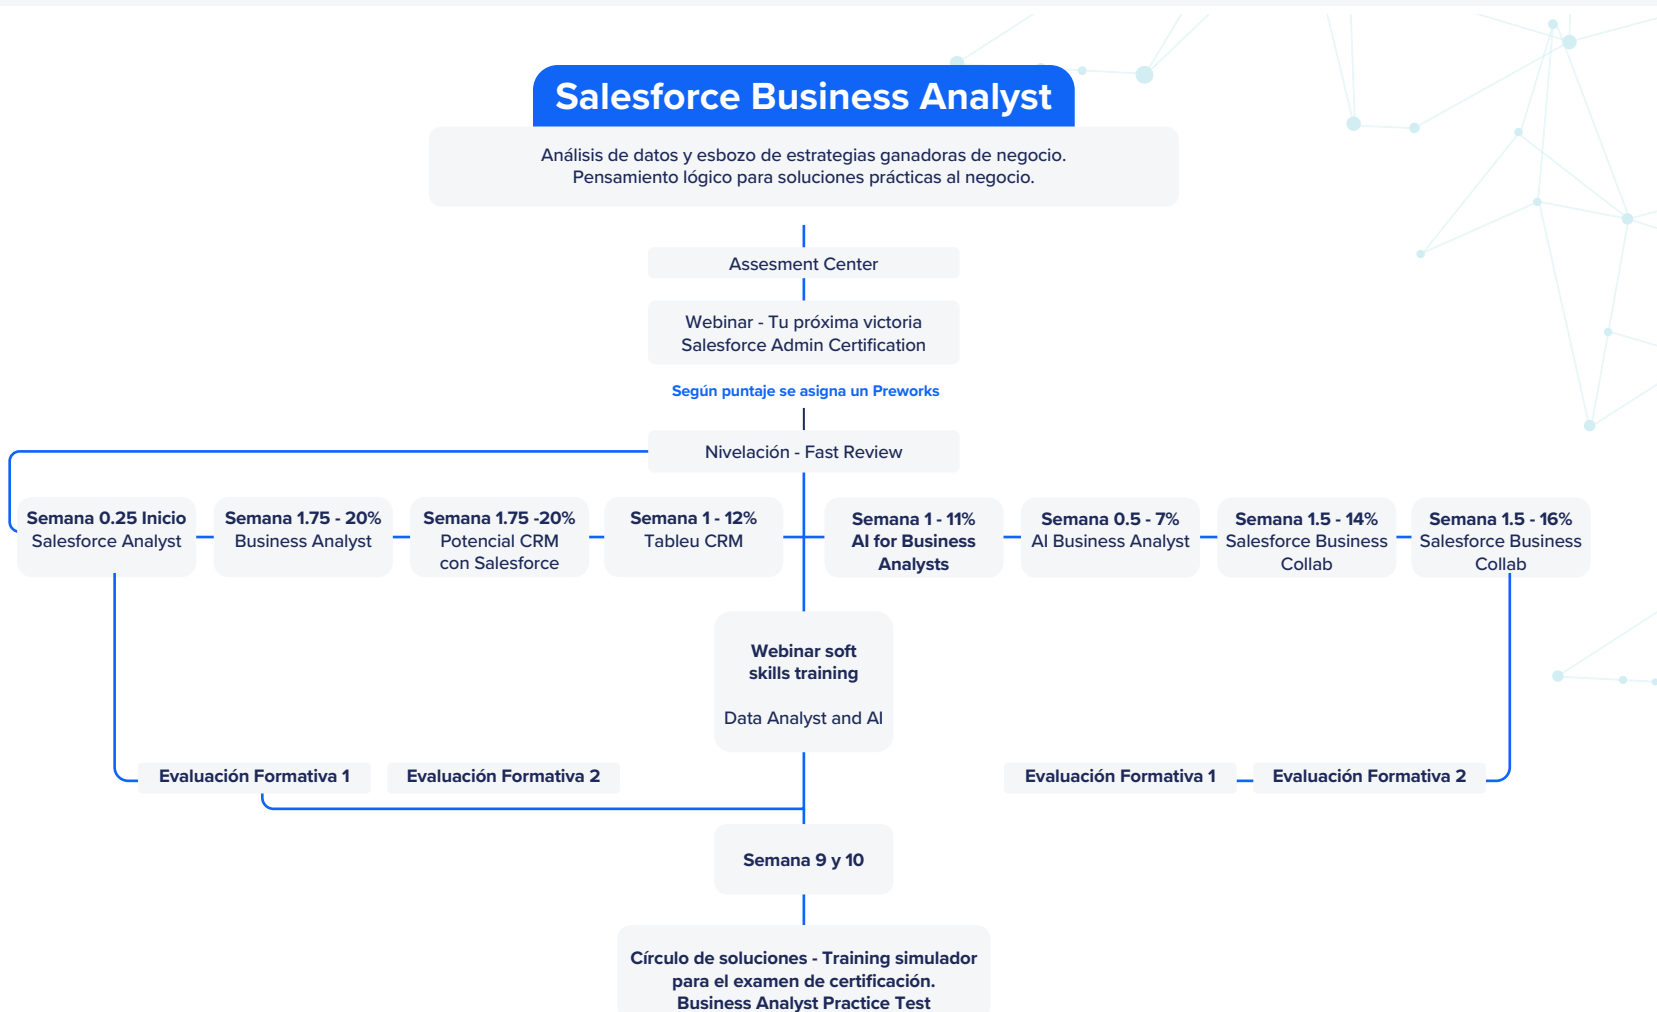 Salesforce Business Analyst
Análisis de datos y esbozo de estrategias ganadoras de negocio.
Pensamiento lógico para soluciones prácticas al negocio.
Assesment Center
Webinar - Tu próxima victoria
Salesforce Admin Certification
Según puntaje se asigna un Preworks
Nivelación - Fast Review
Semana 0.25 Inicio
Salesforce Analyst
Semana 1.75 - 20%
Business Analyst
Semana 1.75 -20%
Potencial CRM
con Salesforce
Semana 1 - 12%
Tableu CRM
Semana 1 - 11%
AI for Business
Analysts
Semana 0.5 - 7%
AI Business Analyst
Semana 1.5 - 14%
Salesforce Business
Collab
Semana 1.5 - 16%
Salesforce Business
Collab
Webinar soft
skills training
Data Analyst and AI
Evaluación Formativa 1
Evaluación Formativa 2
Evaluación Formativa 1
Evaluación Formativa 2
Semana 9 y 10
Círculo de soluciones - Training simulador
para el examen de certificación.
Business Analyst Practice Test